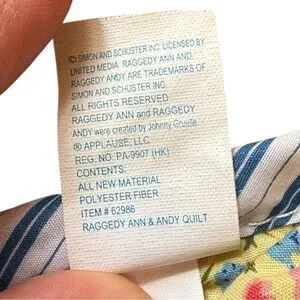 © SIMON AND SCHUSTER INC. LICENSED BY
UNITED MEDIA. RAGGEDY ANN AND
RAGGEDY ANDY ARE TRADEMARKS OF
SIMON AND SCHUSTER INC.
ALL RIGHTS RESERVED
RAGGEDY ANN and RAGGEDY
ANDY were created by Johnny Gruelle.
® APPLAUSE, LLC
REG. NO. PA-9907 (HK)
CONTENTS:
ALL NEW MATERIAL
POLYESTER FIBER
ITEM # 62986
RAGGEDY ANN & ANDY QUILT